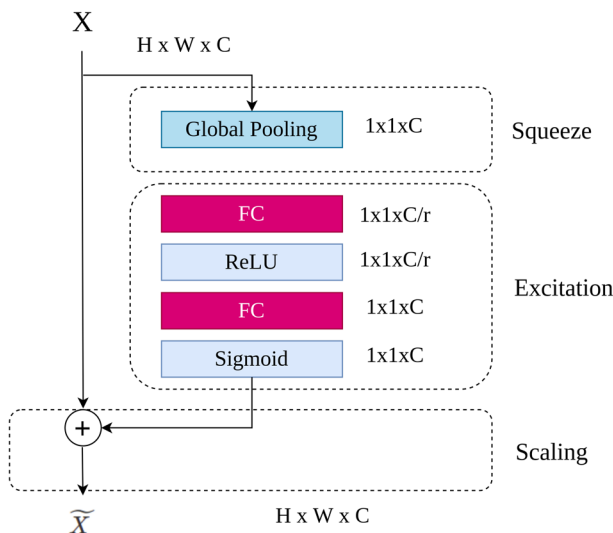 X
H x W x C
Global Pooling
1x1xC
Squeeze
FC
1x1xC/r
ReLU
1x1xC/r
Excitation
FC
1x1xC
Sigmoid
1x1xC
+
Scaling
X̃
H x W x C